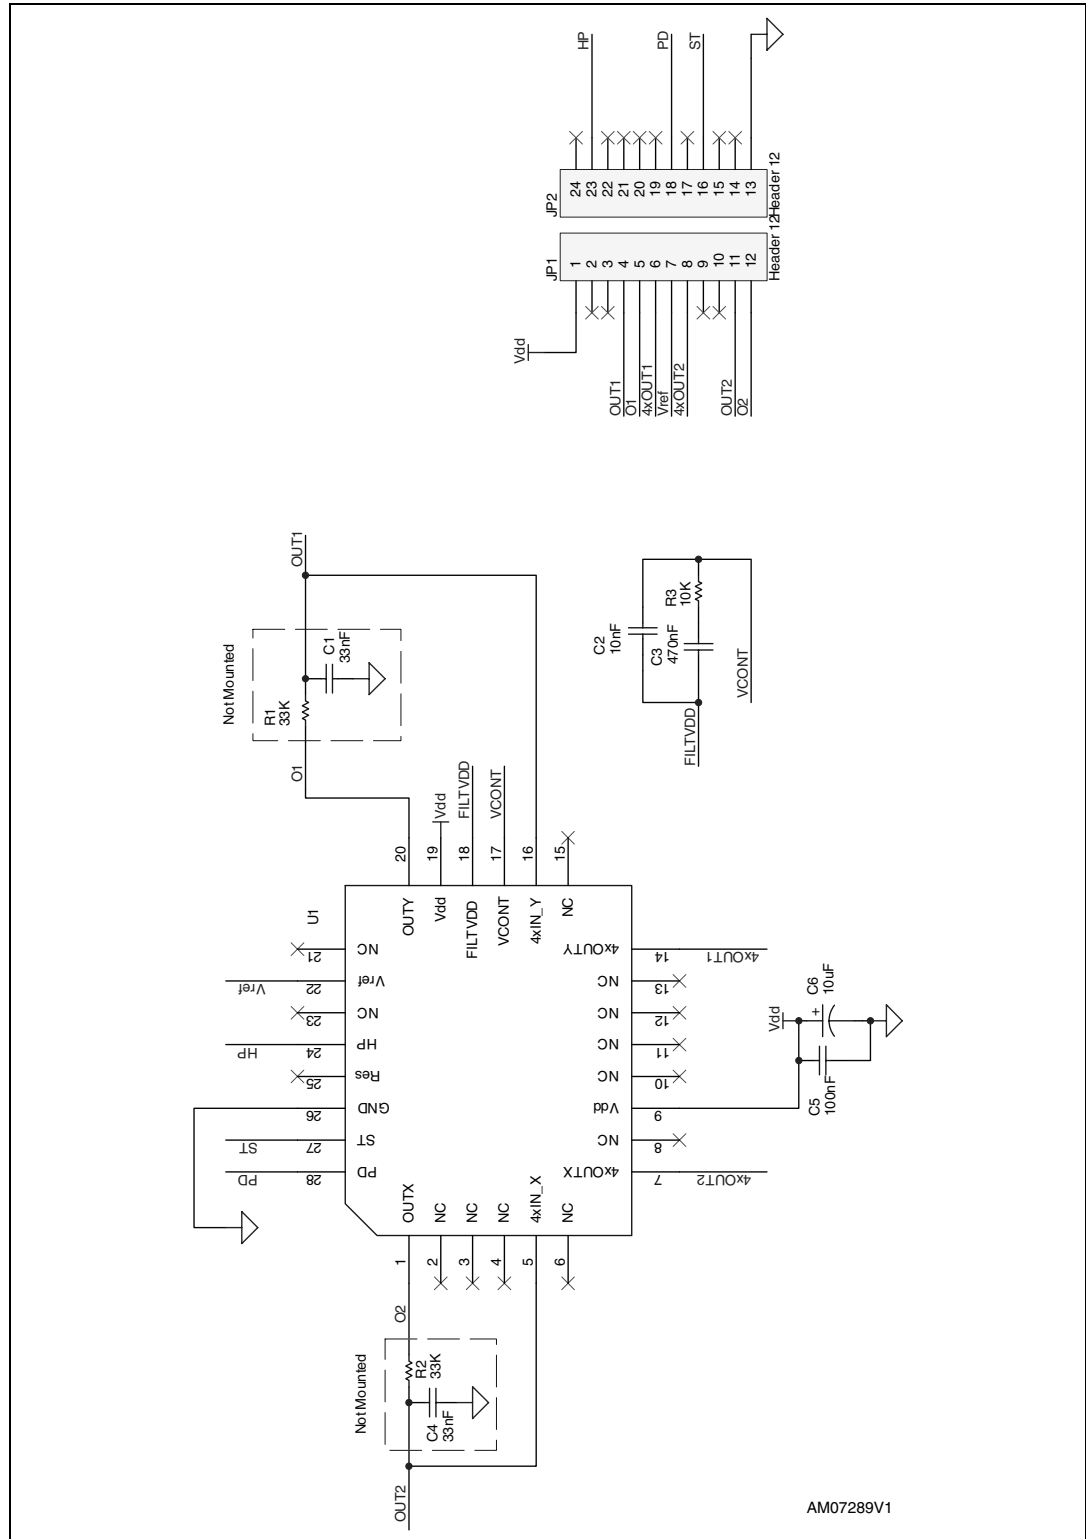 HP
PD
ST
JP2
24
23
22
21
20
19
18
17
16
15
14
13
Header 12
JP1
1
2
3
4
5
6
7
8
9
10
11
12
Header 12
Vdd
OUT1
O1
4xOUT1
Vref
4xOUT2
OUT2
O2
OUT1
Not Mounted
R1
33K
C1
33nF
O1
C2
10nF
C3
470nF
R3
10K
FILTVDD
VCONT
Vdd
FILTVDD
VCONT
20
19
18
17
16
15
U1
OUTY
Vdd
FILTVDD
VCONT
4xIN_Y
NC
NC
21
Vref
22
Vref
NC
23
HP
24
HP
Res
25
GND
26
ST
27
ST
PD
28
PD
4xOUTY
14
4xOUT1
NC
13
NC
12
NC
11
NC
10
Vdd
9
NC
8
4xOUTX
7
4xOUT2
Vdd
C6
10uF
+
C5
100nF
OUTX
NC
NC
NC
4xIN_X
NC
1
2
3
4
5
6
O2
Not Mounted
R2
33K
C4
33nF
OUT2
AM07289V1